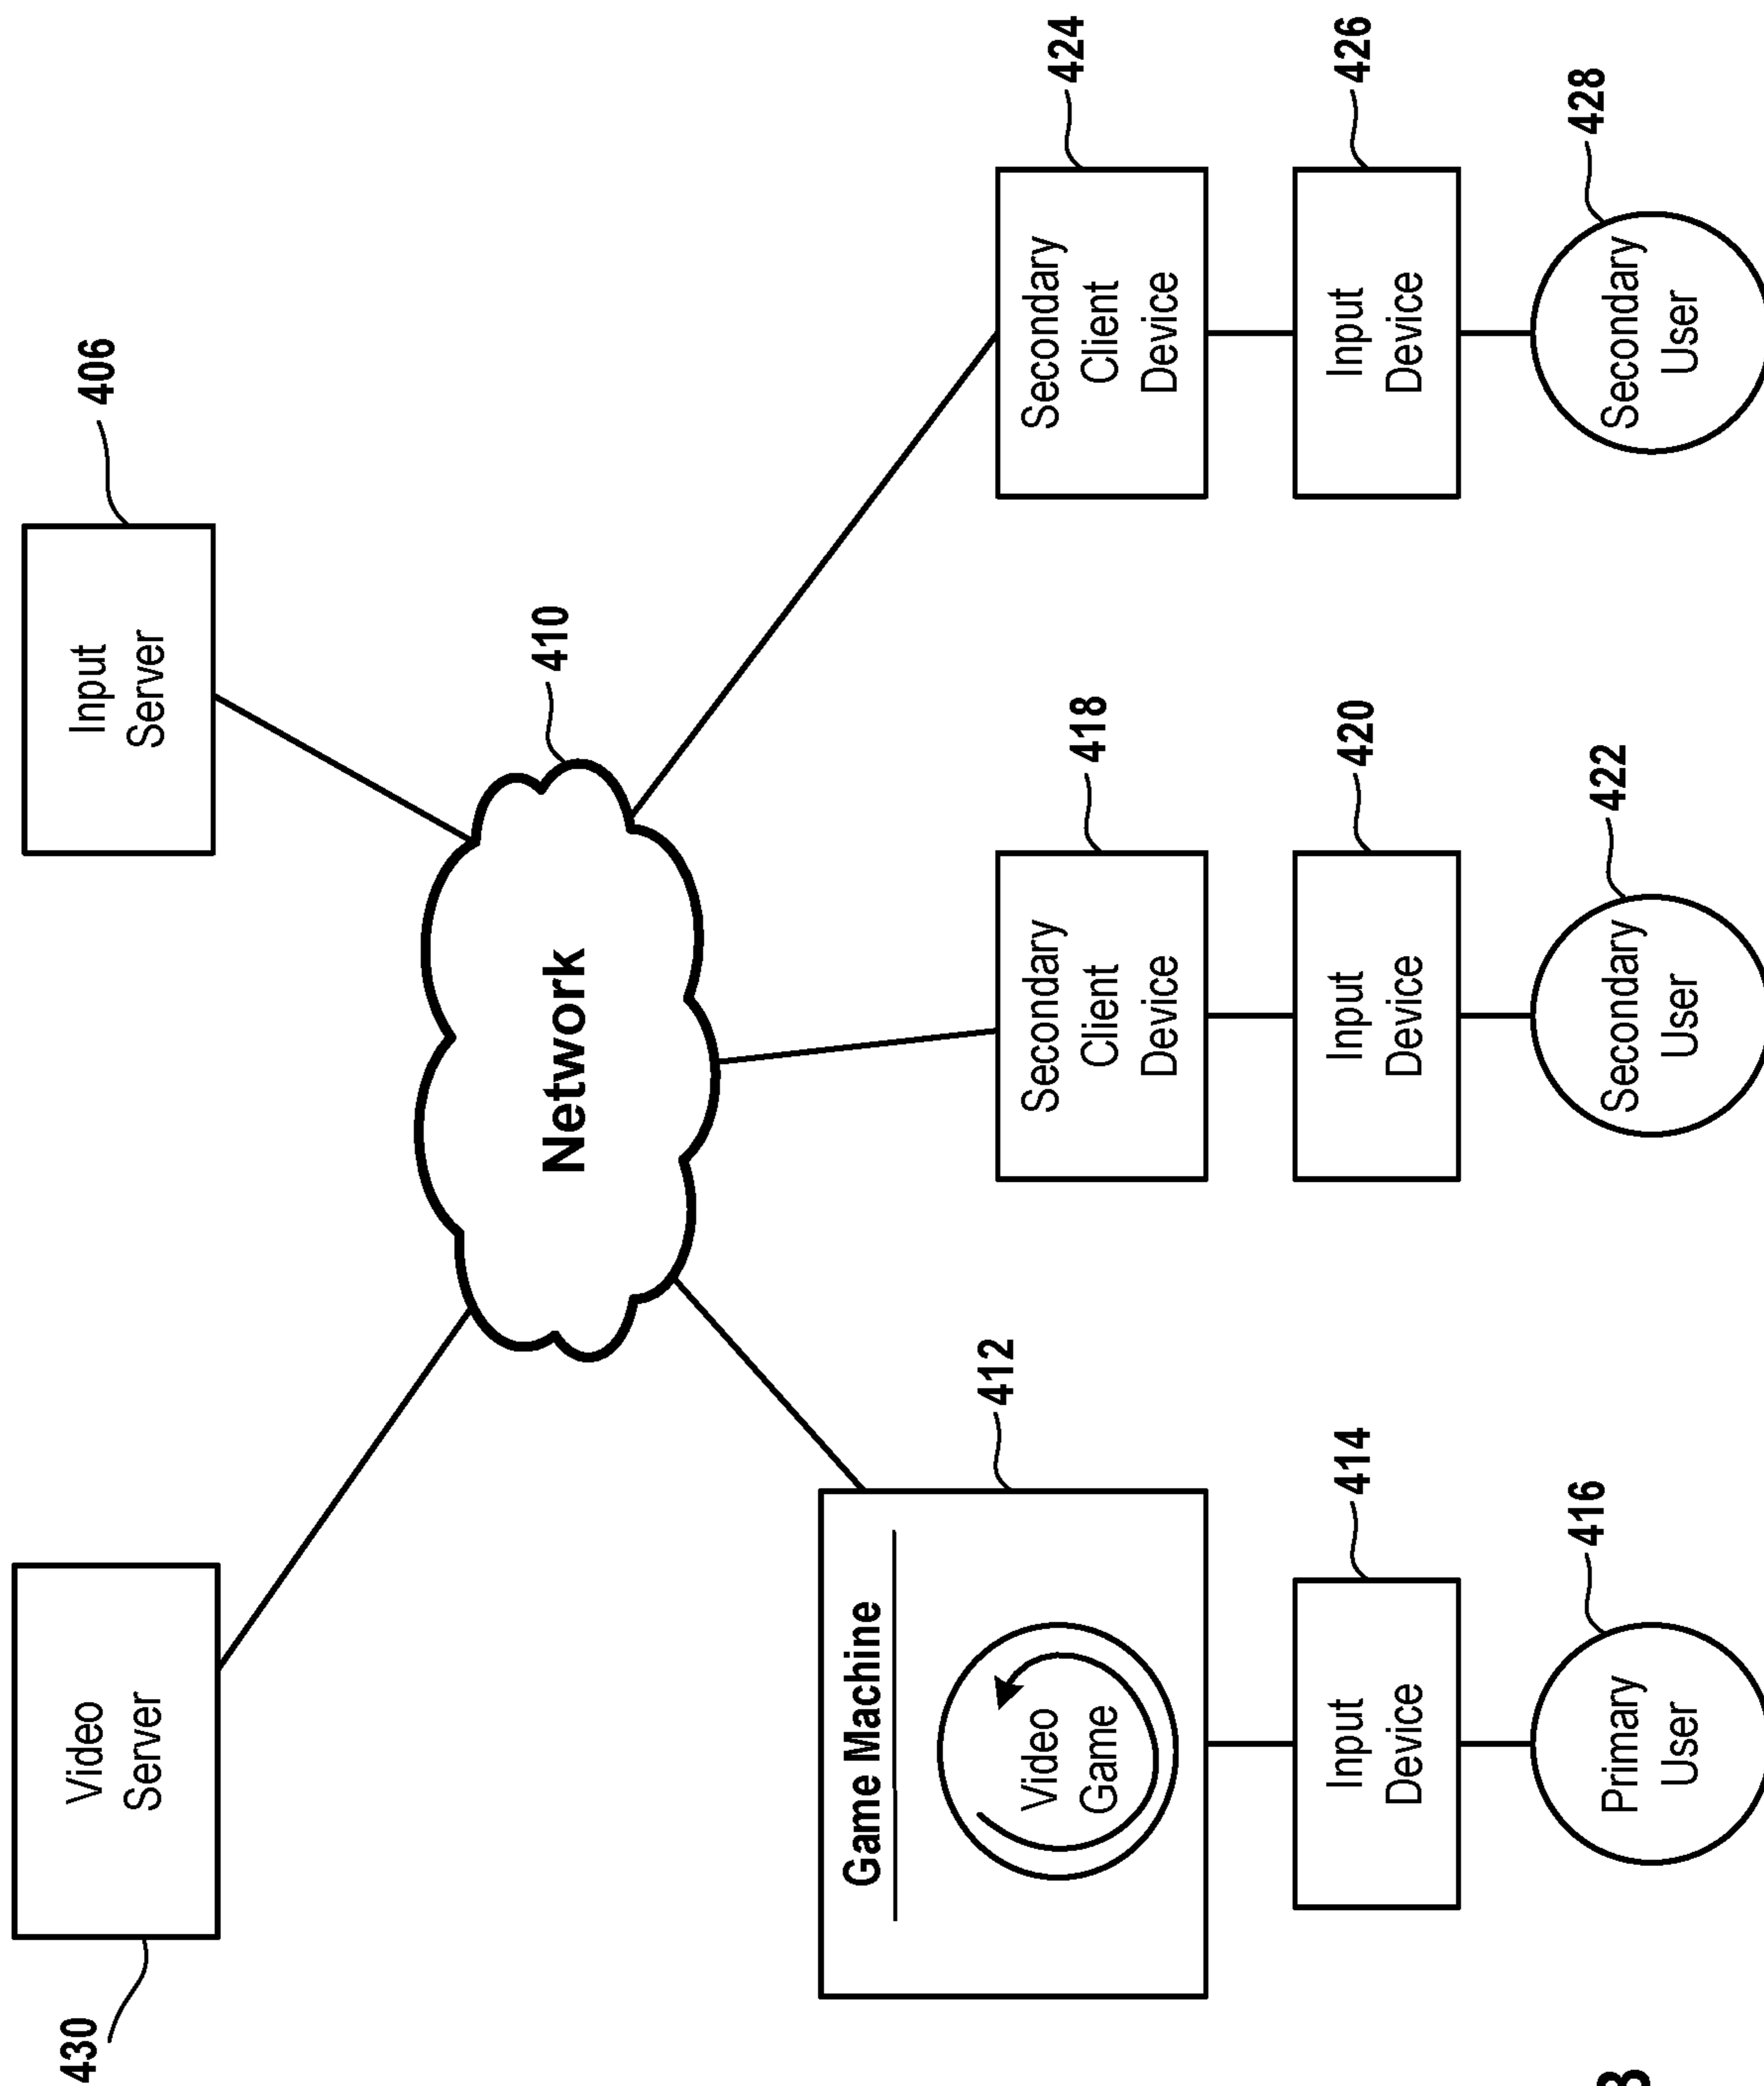 430
Video
Server
Input
Server
406
Network
410
Game Machine
Video
Game
412
Secondary
Client
Device
418
Secondary
Client
Device
424
Input
Device
414
Input
Device
420
Input
Device
426
Primary
User
416
Secondary
User
422
Secondary
User
428